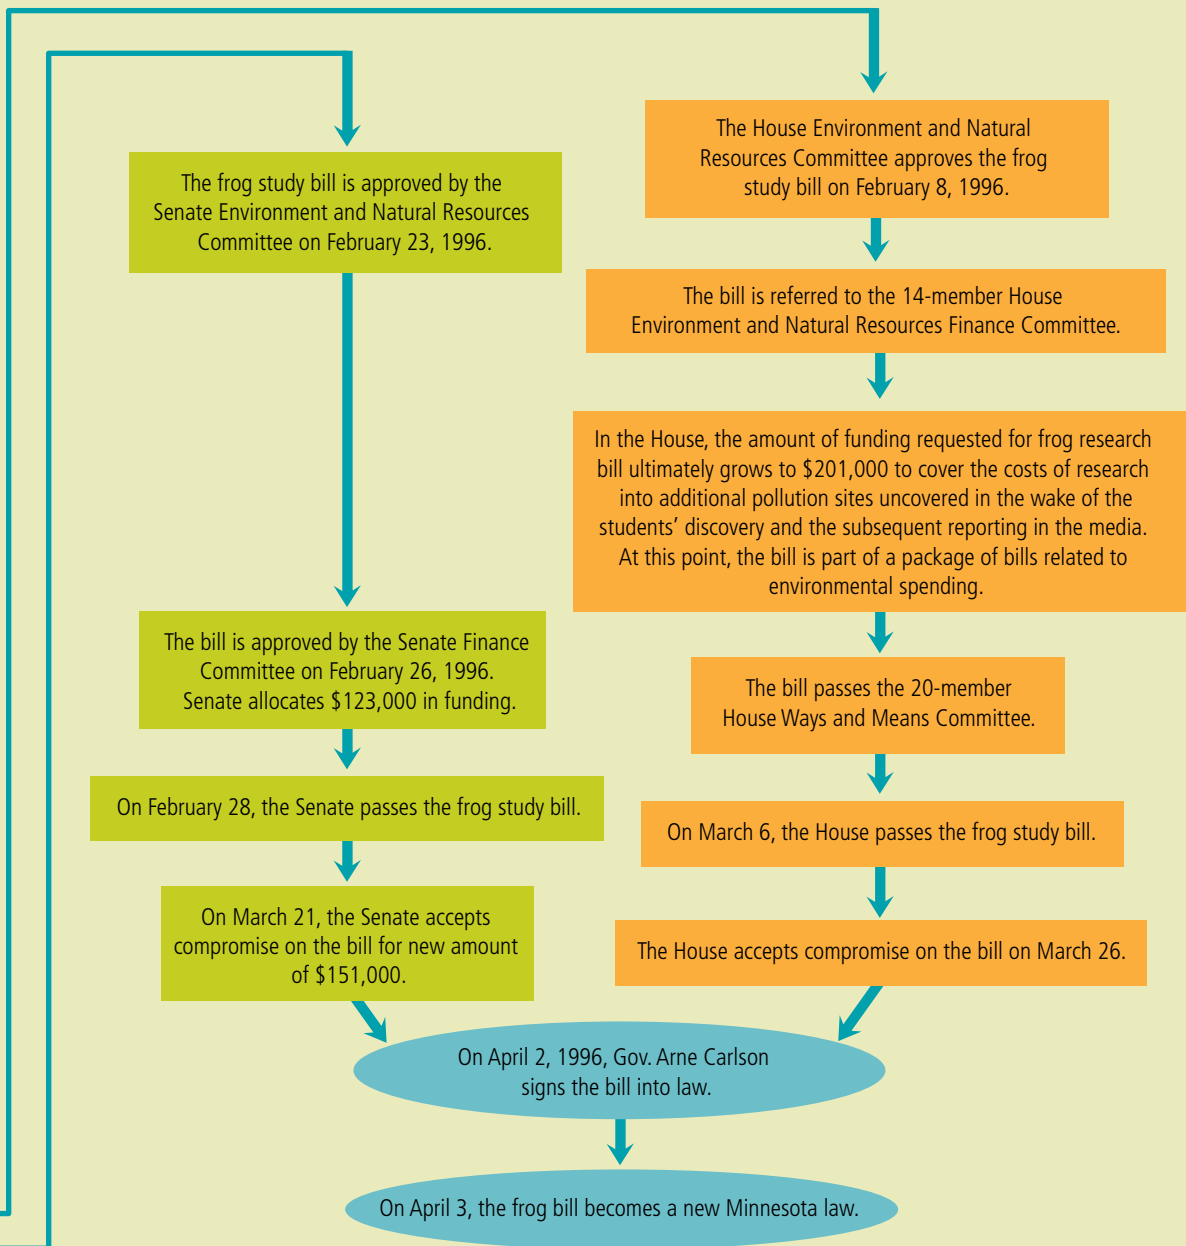 The frog study bill is approved by the
Senate Environment and Natural Resources
Committee on February 23, 1996.
The bill is approved by the Senate Finance
Committee on February 26, 1996.
Senate allocates $123,000 in funding.
On February 28, the Senate passes the frog study bill.
On March 21, the Senate accepts
compromise on the bill for new amount
of $151,000.
The House Environment and Natural
Resources Committee approves the frog
study bill on February 8, 1996.
The bill is referred to the 14-member House
Environment and Natural Resources Finance Committee.
In the House, the amount of funding requested for frog research
bill ultimately grows to $201,000 to cover the costs of research
into additional pollution sites uncovered in the wake of the
students’ discovery and the subsequent reporting in the media.
At this point, the bill is part of a package of bills related to
environmental spending.
The bill passes the 20-member
House Ways and Means Committee.
On March 6, the House passes the frog study bill.
The House accepts compromise on the bill on March 26.
On April 2, 1996, Gov. Arne Carlson
signs the bill into law.
On April 3, the frog bill becomes a new Minnesota law.